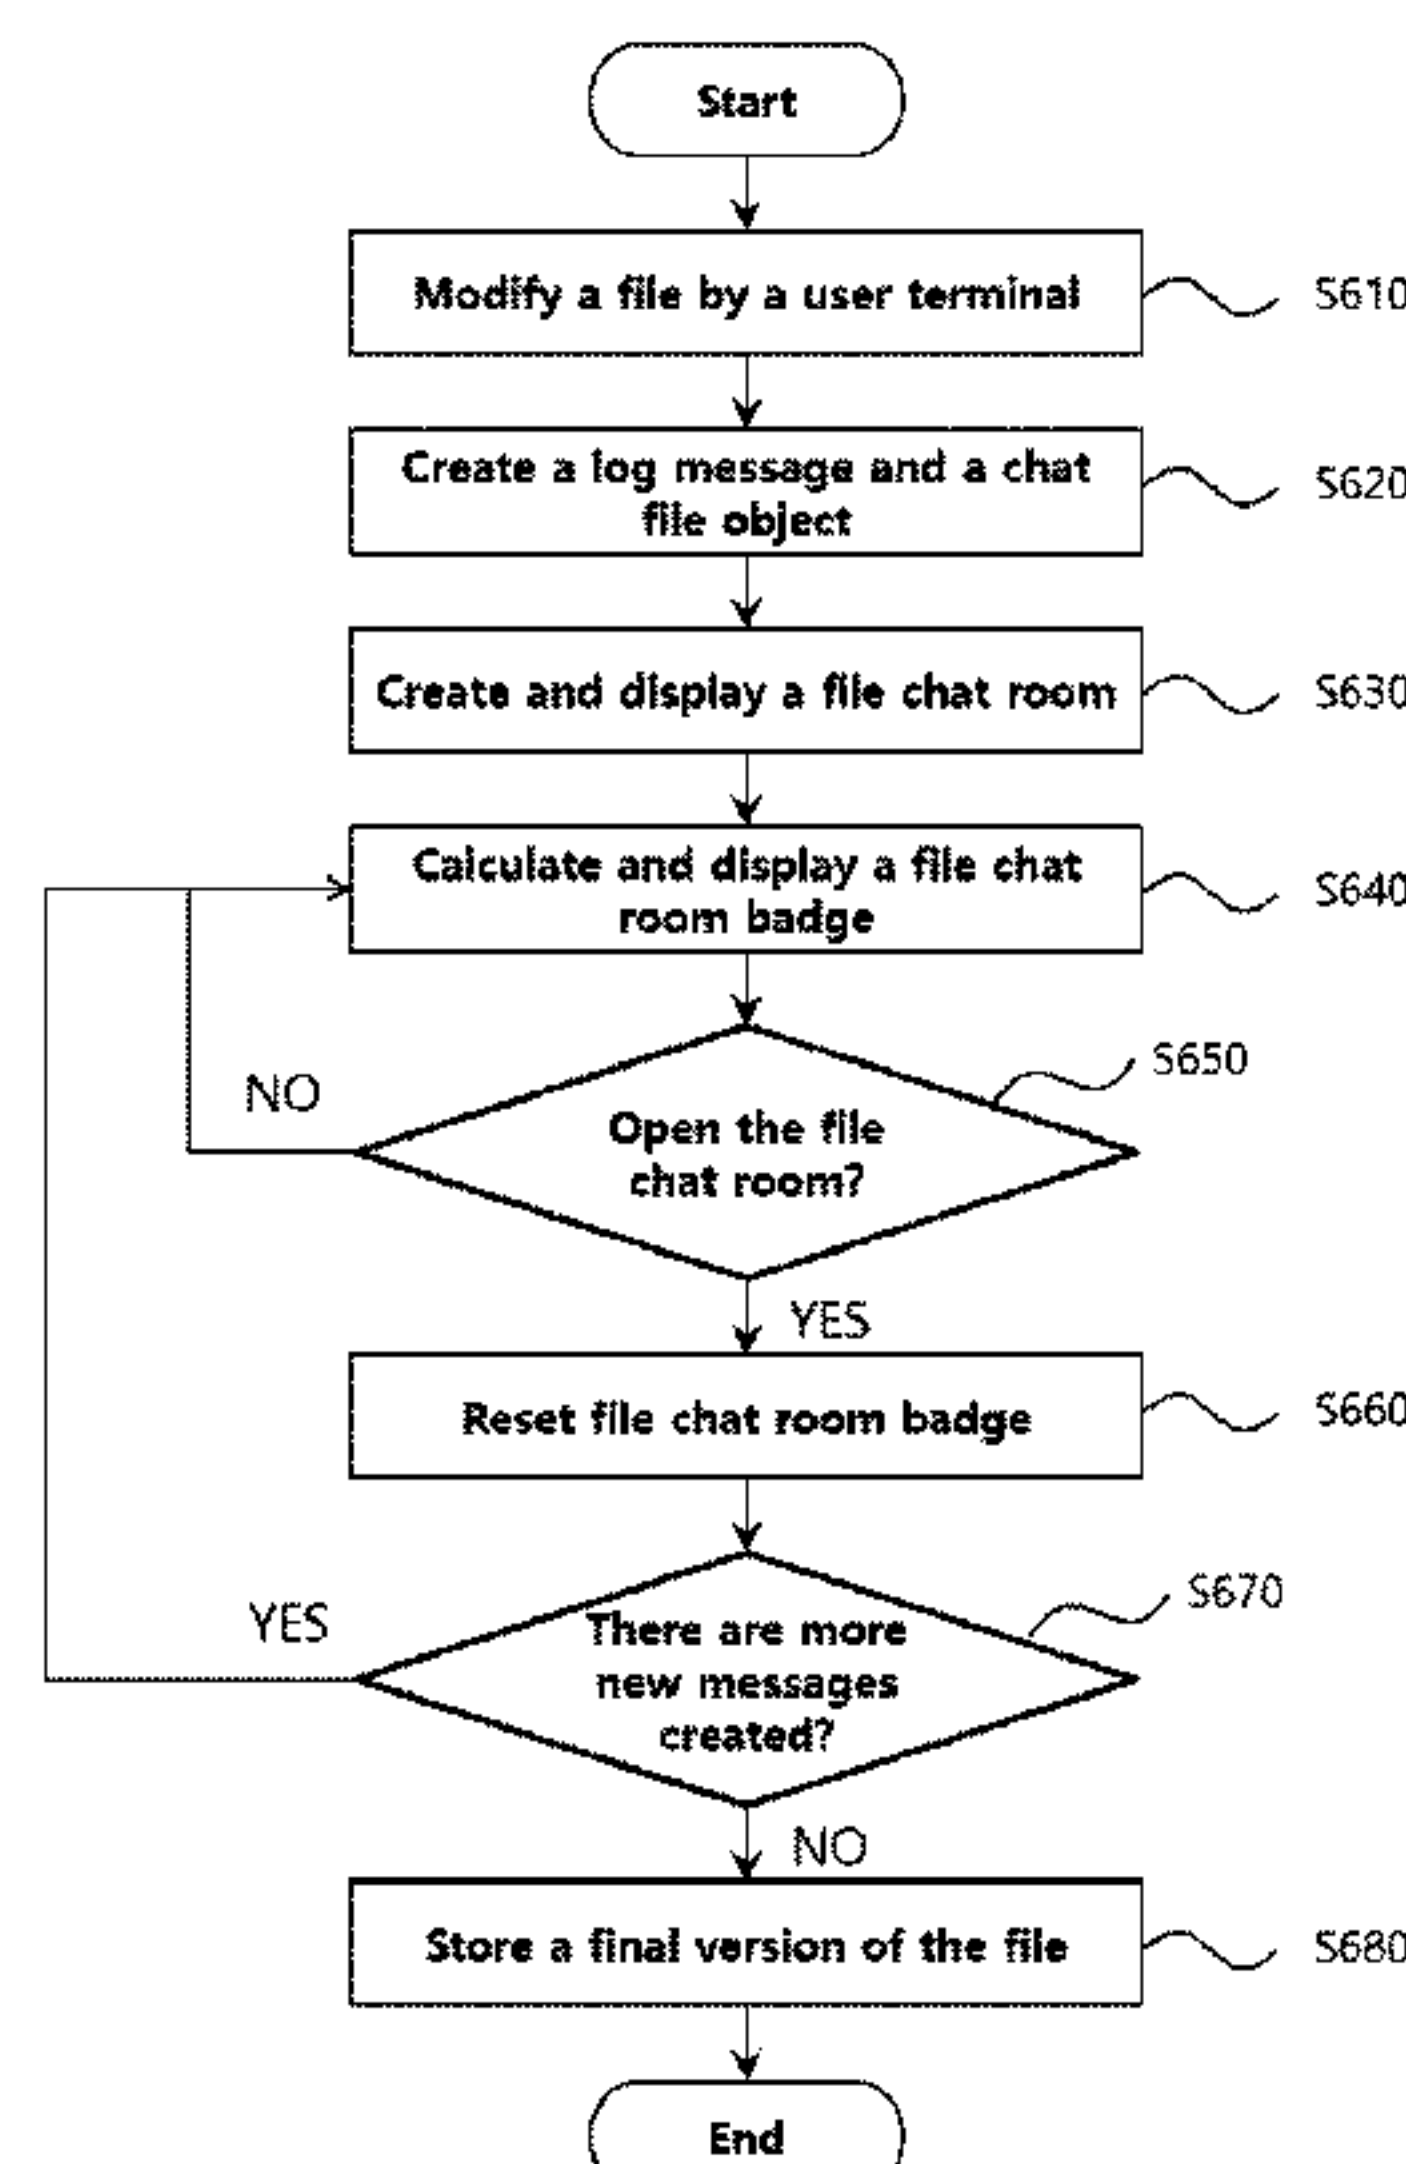 Start
Modify a file by a user terminal
S610
Create a log message and a chat
file object
S620
Create and display a file chat room
S630
Calculate and display a file chat
room badge
S640
S650
NO
Open the file
chat room?
YES
Reset file chat room badge
S660
S670
YES
There are more
new messages
created?
NO
Store a final version of the file
S680
End